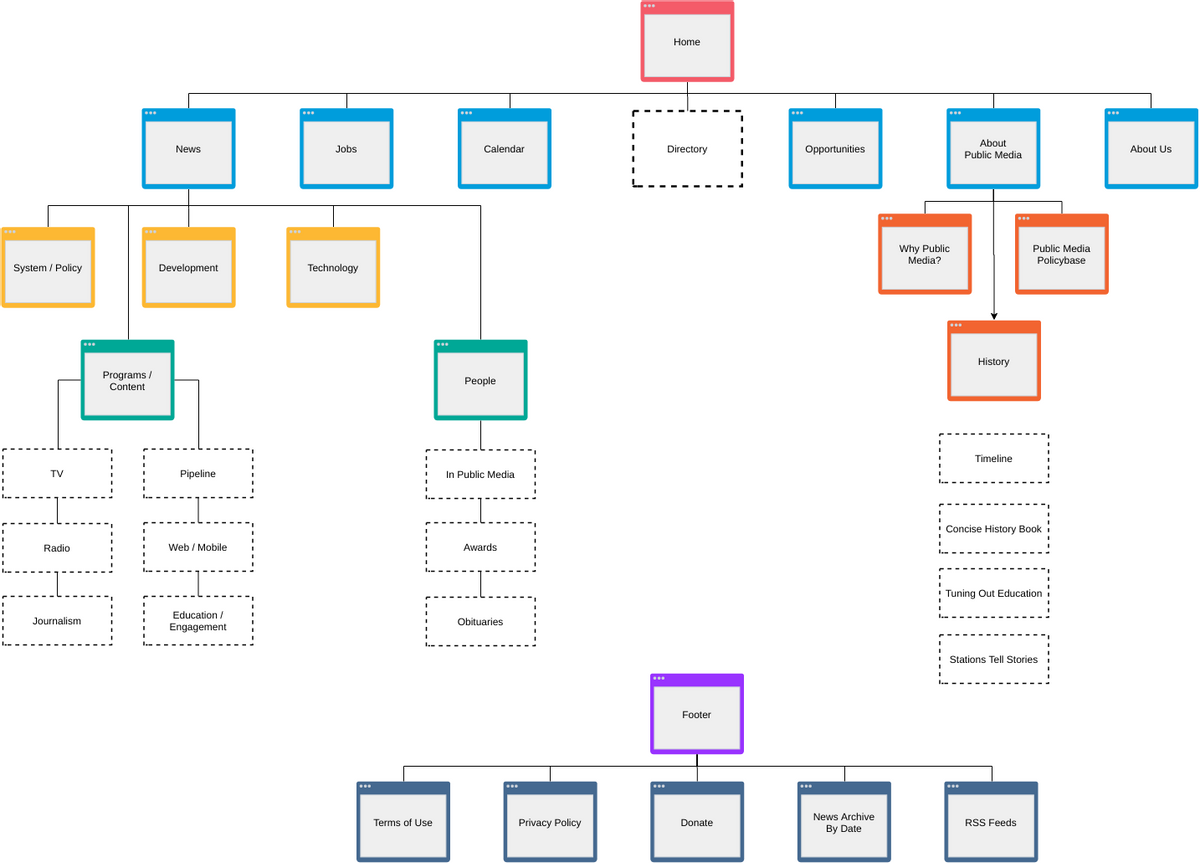 Home
News
Jobs
Calendar
Directory
Opportunities
About
Public Media
About Us
System / Policy
Development
Technology
Why Public
Media?
Public Media
Policybase
Programs /
Content
People
History
TV
Pipeline
In Public Media
Timeline
Radio
Web / Mobile
Awards
Concise History Book
Journalism
Education /
Engagement
Obituaries
Tuning Out Education
Stations Tell Stories
Footer
Terms of Use
Privacy Policy
Donate
News Archive
By Date
RSS Feeds